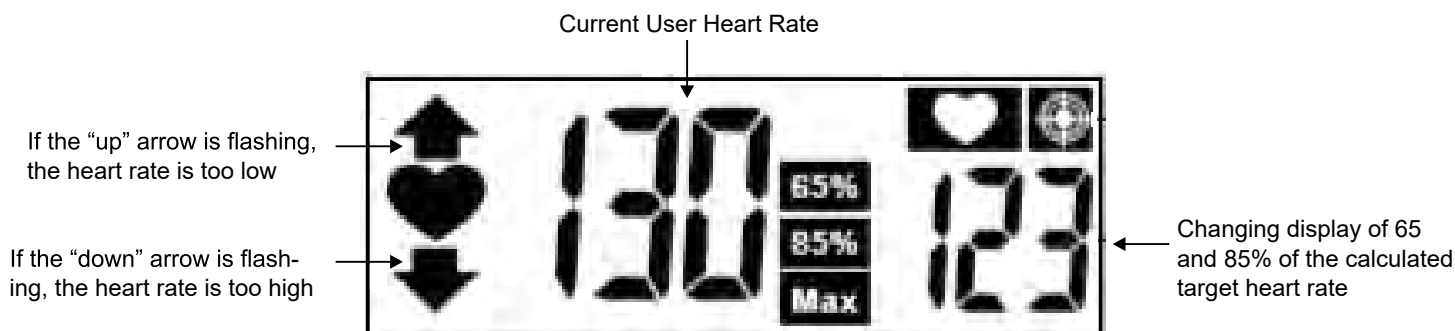 Current User Heart Rate
If the “up” arrow is flashing,
the heart rate is too low
If the “down” arrow is flash-
ing, the heart rate is too high
130
65%
85%
Max
123
Changing display of 65
and 85% of the calculated
target heart rate